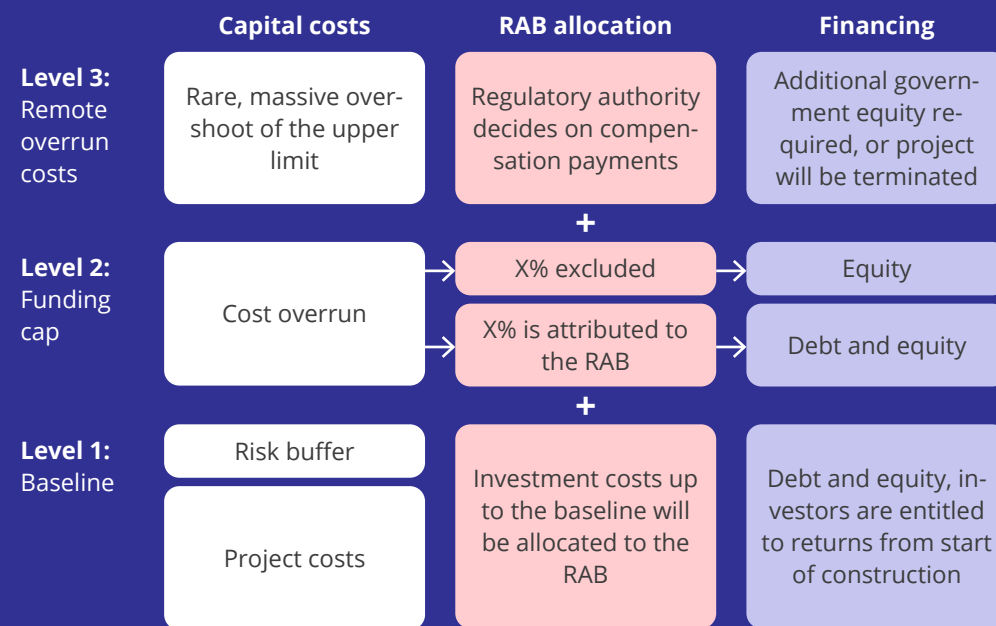 Capital costs
RAB allocation
Financing
Level 3:
Remote
overrun
costs
Rare, massive over-
shoot of the upper
limit
Regulatory authority
decides on compen-
sation payments
Additional govern-
ment equity re-
quired, or project
will be terminated
+
Level 2:
Funding
cap
Cost overrun
X% excluded
Equity
X% is attributed to
the RAB
Debt and equity
+
Level 1:
Baseline
Risk buffer
Project costs
Investment costs up
to the baseline will
be allocated to the
RAB
Debt and equity, in-
vestors are entitled
to returns from start
of construction